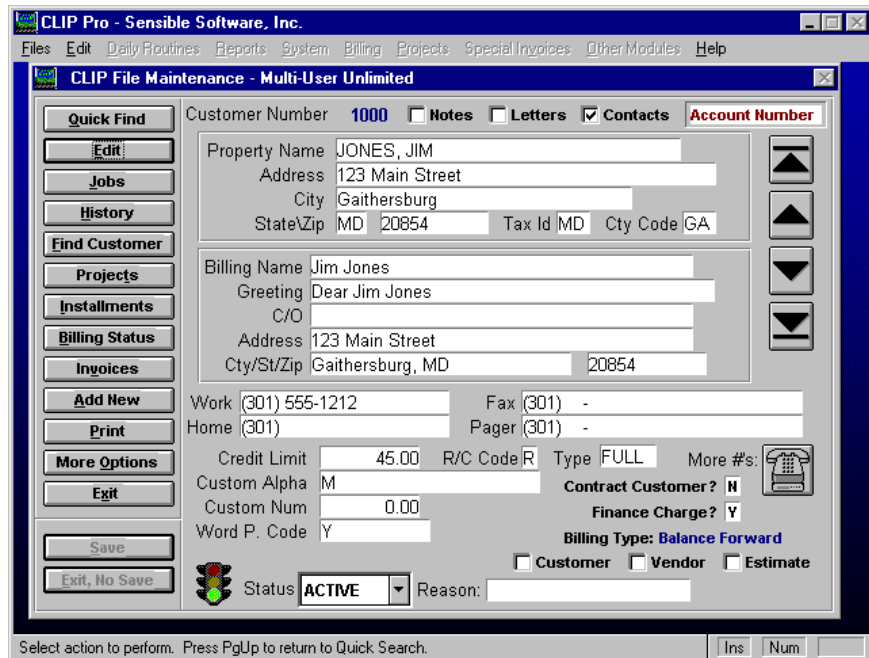 CLIP Pro - Sensible Software, Inc.
Files Edit Daily Routines Reports System Billing Projects Special Invoices Other Modules Help
CLIP File Maintenance - Multi-User Unlimited
Quick Find
Edit
Jobs
History
Find Customer
Projects
Installments
Billing Status
Invoices
Add New
Print
More Options
Exit
Save
Exit, No Save
Customer Number 1000 Notes Letters Contacts Account Number
Property Name JONES, JIM
Address 123 Main Street
City Gaithersburg
State\Zip MD 20854 Tax Id MD Cty Code GA
Billing Name Jim Jones
Greeting Dear Jim Jones
C/O
Address 123 Main Street
Cty/St/Zip Gaithersburg, MD 20854
Work (301) 555-1212 Fax (301) -
Home (301) Pager (301) -
Credit Limit 45.00 R/C Code R Type FULL More #'s:
Custom Alpha M Contract Customer? N
Custom Num 0.00 Finance Charge? Y
Word P. Code Y Billing Type: Balance Forward
Customer Vendor Estimate
Status ACTIVE Reason:
Select action to perform. Press PgUp to return to Quick Search. Ins Num